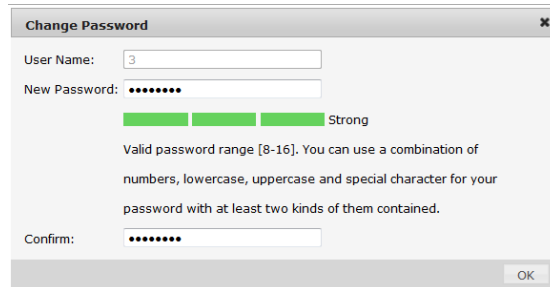 Change Password
User Name: 3
New Password: ••••••••
Strong
Valid password range [8-16]. You can use a combination of
numbers, lowercase, uppercase and special character for your
password with at least two kinds of them contained.
Confirm: ••••••••
OK